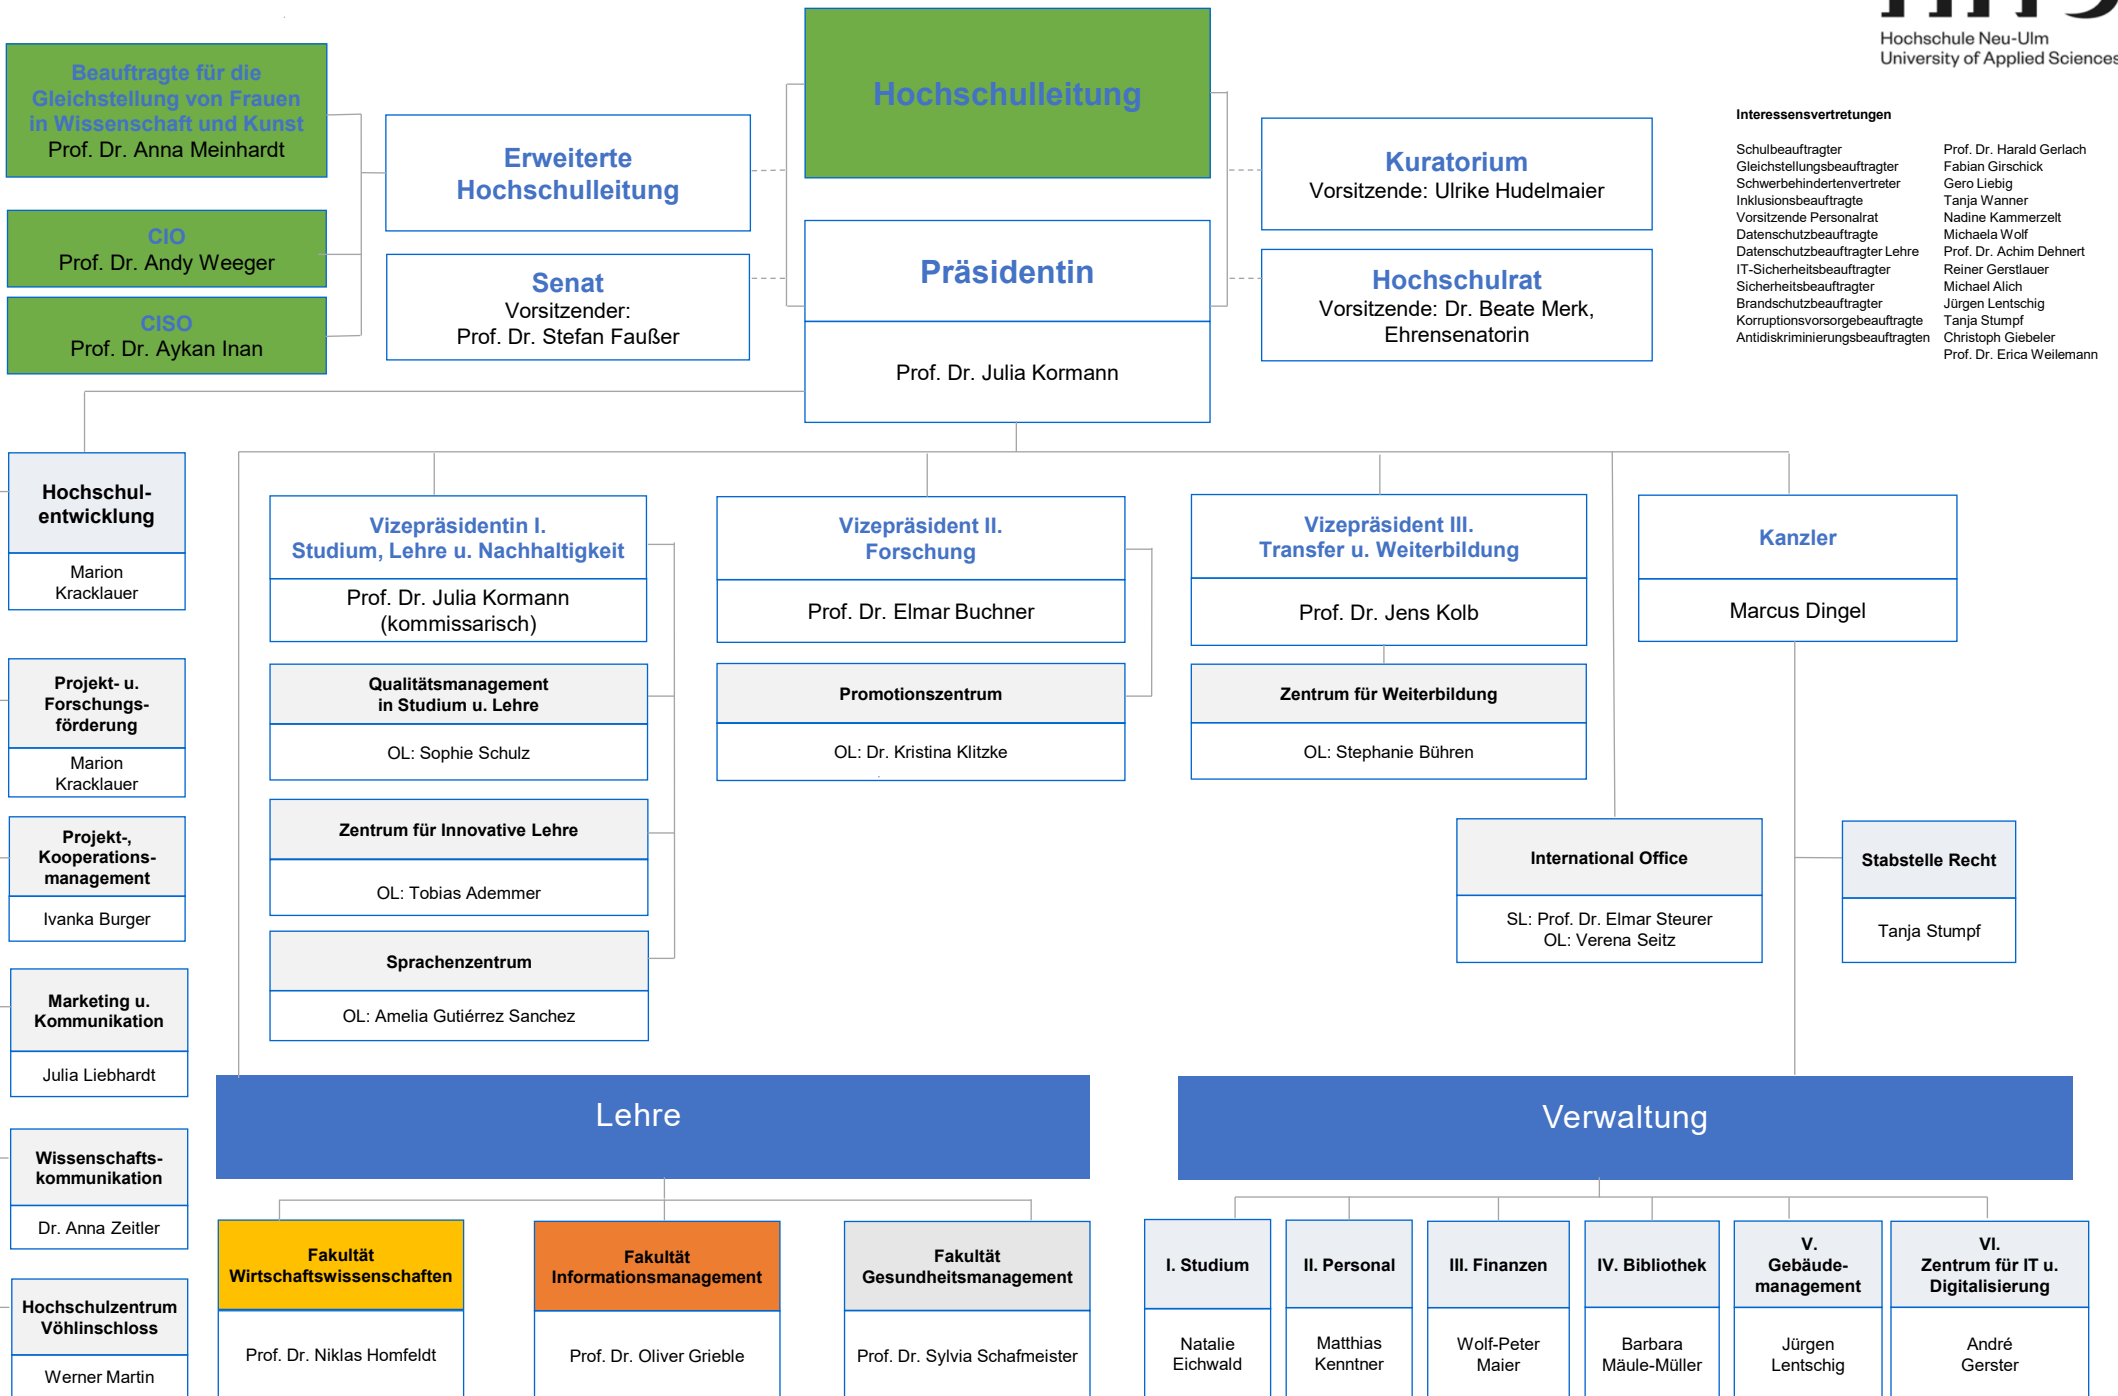 Hochschule Neu-Ulm
University of Applied Sciences
Beauftragte für die
Gleichstellung von Frauen
in Wissenschaft und Kunst
Prof. Dr. Anna Meinhardt
CIO
Prof. Dr. Andy Weeger
CISO
Prof. Dr. Aykan Inan
Erweiterte
Hochschulleitung
Senat
Vorsitzender:
Prof. Dr. Stefan Faußer
Hochschulleitung
Präsidentin
Prof. Dr. Julia Kormann
Kuratorium
Vorsitzende: Ulrike Hudelmaier
Hochschulrat
Vorsitzende: Dr. Beate Merk,
Ehrensenatorin
Interessensvertretungen
Schulbeauftragter Prof. Dr. Harald Gerlach
Gleichstellungsbeauftragter Fabian Girschick
Schwerbehindertenvertreter Gero Liebig
Inklusionsbeauftragte Tanja Wanner
Vorsitzende Personalrat Nadine Kammerzelt
Datenschutzbeauftragte Michaela Wolf
Datenschutzbeauftragter Lehre Prof. Dr. Achim Dehnert
IT-Sicherheitsbeauftragter Reiner Gerstlauer
Sicherheitsbeauftragter Michael Alich
Brandschutzbeauftragter Jürgen Lentschig
Korruptionsvorsorgebeauftragte Tanja Stumpf
Antidiskriminierungsbeauftragten Christoph Giebeler
Prof. Dr. Erica Weilemann
Hochschul-
entwicklung
Marion
Kracklauer
Projekt- u.
Forschungs-
förderung
Marion
Kracklauer
Projekt-,
Kooperations-
management
Ivanka Burger
Marketing u.
Kommunikation
Julia Liebhardt
Wissenschafts-
kommunikation
Dr. Anna Zeitler
Hochschulzentrum
Vöhlinschloss
Werner Martin
Vizepräsidentin I.
Studium, Lehre u. Nachhaltigkeit
Prof. Dr. Julia Kormann
(kommissarisch)
Qualitätsmanagement
in Studium u. Lehre
OL: Sophie Schulz
Zentrum für Innovative Lehre
OL: Tobias Ademmer
Sprachenzentrum
OL: Amelia Gutiérrez Sanchez
Vizepräsident II.
Forschung
Prof. Dr. Elmar Buchner
Promotionszentrum
OL: Dr. Kristina Klitzke
Vizepräsident III.
Transfer u. Weiterbildung
Prof. Dr. Jens Kolb
Zentrum für Weiterbildung
OL: Stephanie Bühren
International Office
SL: Prof. Dr. Elmar Steurer
OL: Verena Seitz
Kanzler
Marcus Dingel
Stabstelle Recht
Tanja Stumpf
Lehre
Fakultät
Wirtschaftswissenschaften
Prof. Dr. Niklas Homfeldt
Fakultät
Informationsmanagement
Prof. Dr. Oliver Grieble
Fakultät
Gesundheitsmanagement
Prof. Dr. Sylvia Schafmeister
Verwaltung
I. Studium
Natalie
Eichwald
II. Personal
Matthias
Kenntner
III. Finanzen
Wolf-Peter
Maier
IV. Bibliothek
Barbara
Mäule-Müller
V.
Gebäude-
management
Jürgen
Lentschig
VI.
Zentrum für IT u.
Digitalisierung
André
Gerster